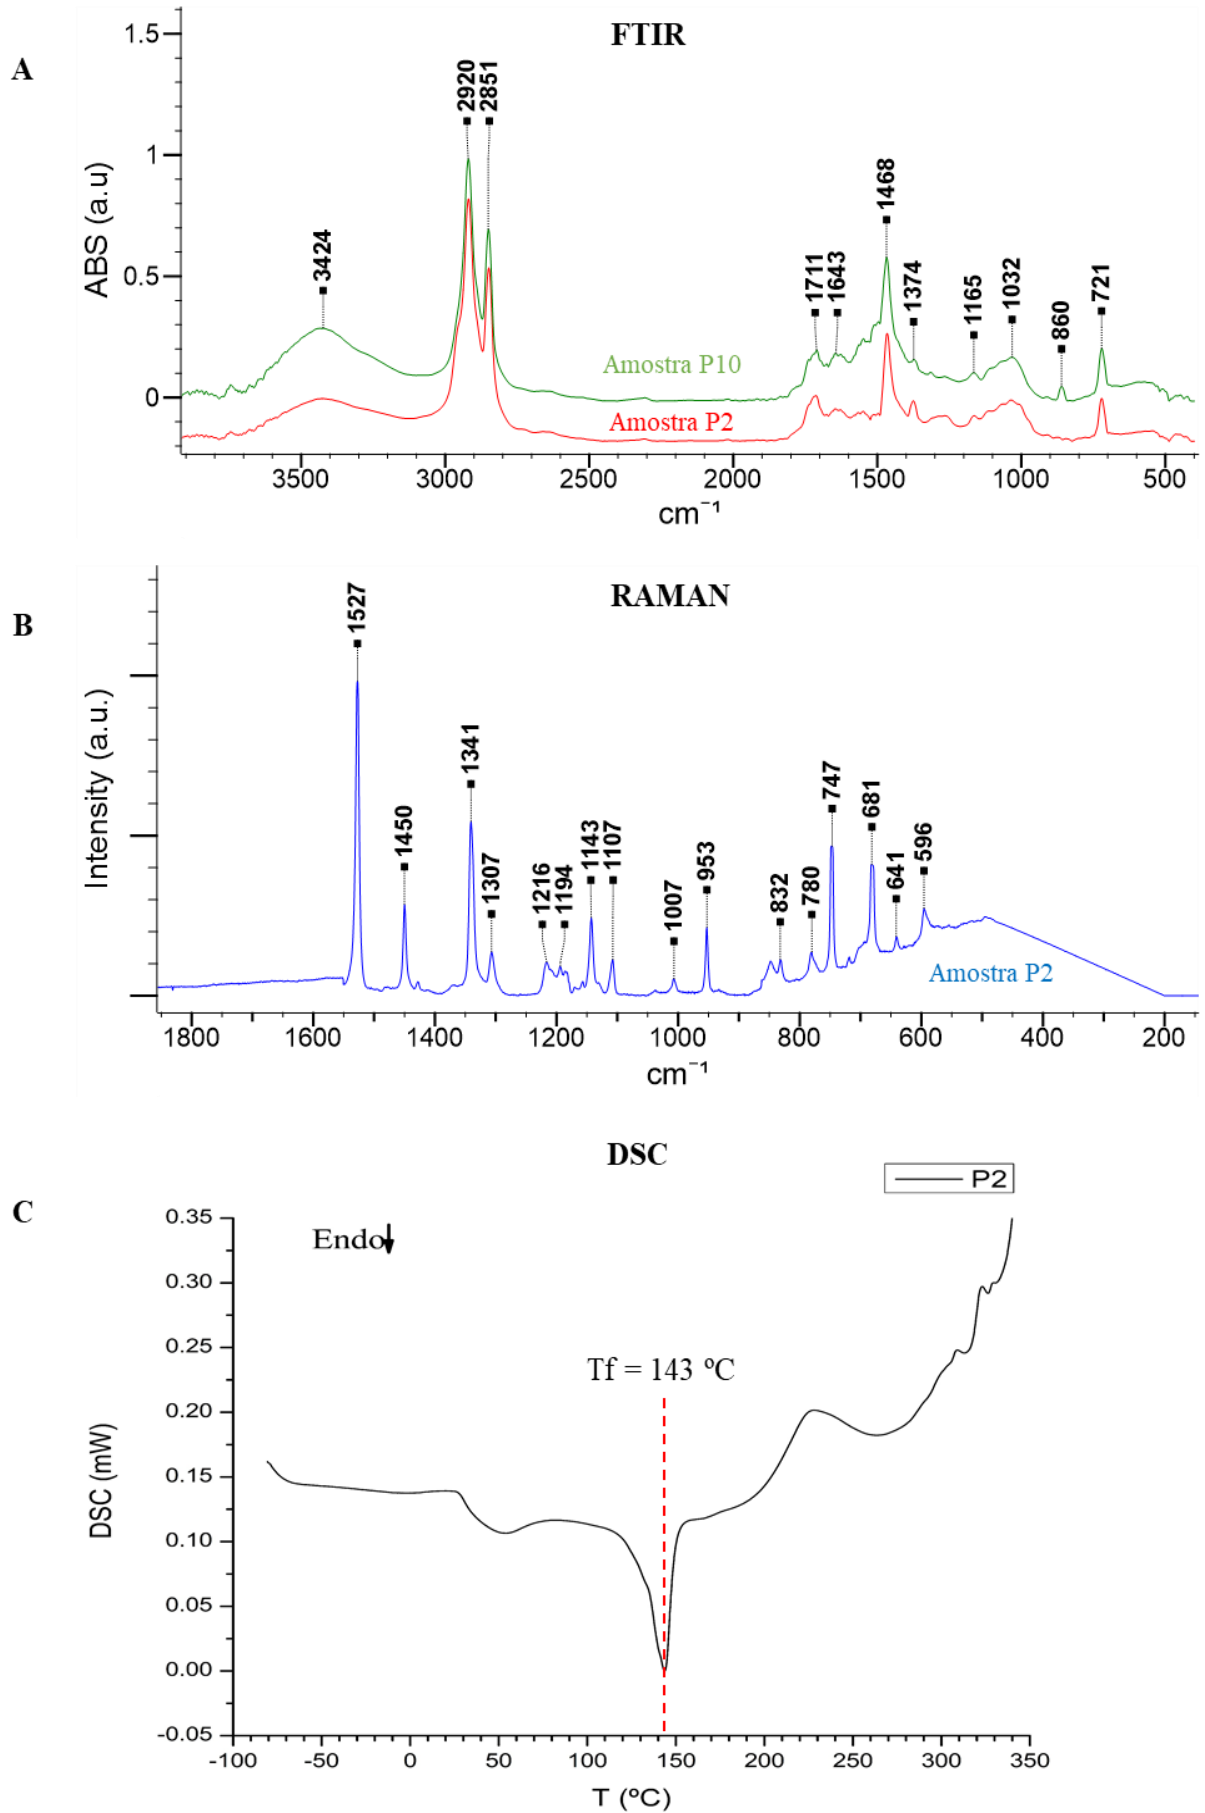 FTIR
A
ABS (a.u)
1.5
1
0.5
0
3424
2920
2851
1711
1643
1468
1374
1165
1032
860
721
Amostra P10
Amostra P2
3500 3000 2500 2000 1500 1000 500
cm⁻¹
RAMAN
B
Intensity (a.u.)
1527
1450
1341
1307
1216
1194
1143
1107
1007
953
832
780
747
681
641
596
Amostra P2
1800 1600 1400 1200 1000 800 600 400 200
cm⁻¹
DSC
C
P2
Endo
Tf = 143 ºC
DSC (mW)
0.35
0.30
0.25
0.20
0.15
0.10
0.05
0.00
-0.05
-100 -50 0 50 100 150 200 250 300 350
T (ºC)